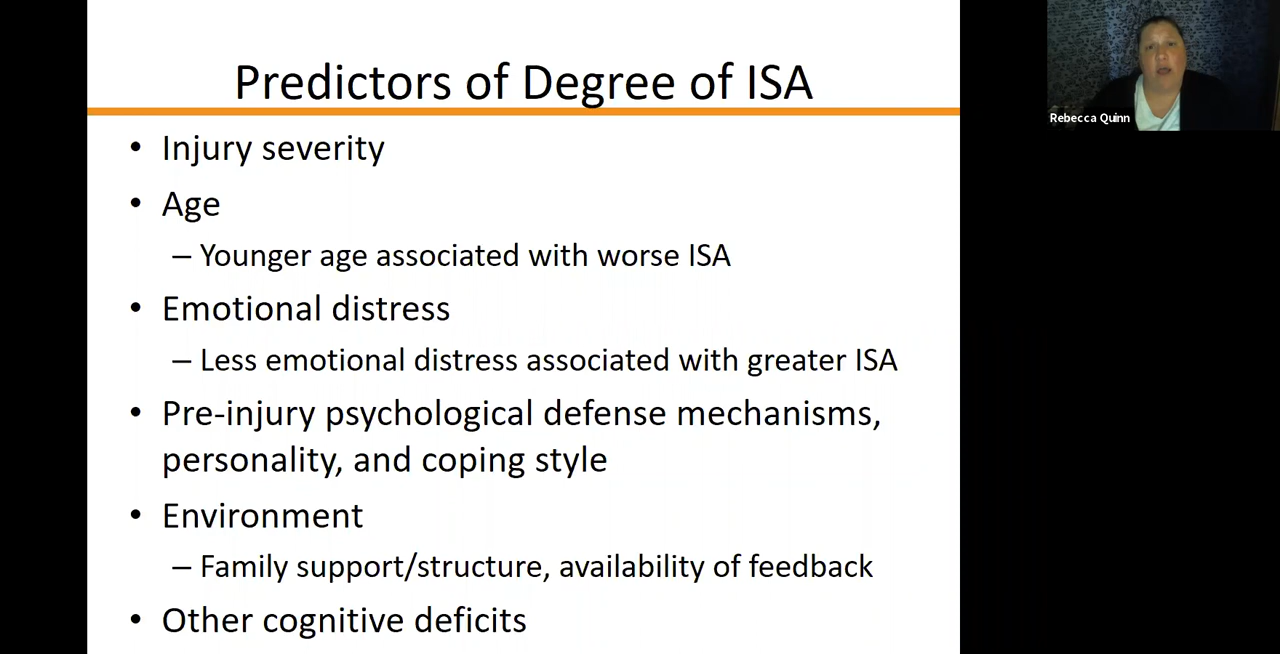 Predictors of Degree of ISA
• Injury severity
• Age
– Younger age associated with worse ISA
• Emotional distress
– Less emotional distress associated with greater ISA
• Pre-injury psychological defense mechanisms,
personality, and coping style
• Environment
– Family support/structure, availability of feedback
• Other cognitive deficits
Rebecca Quinn